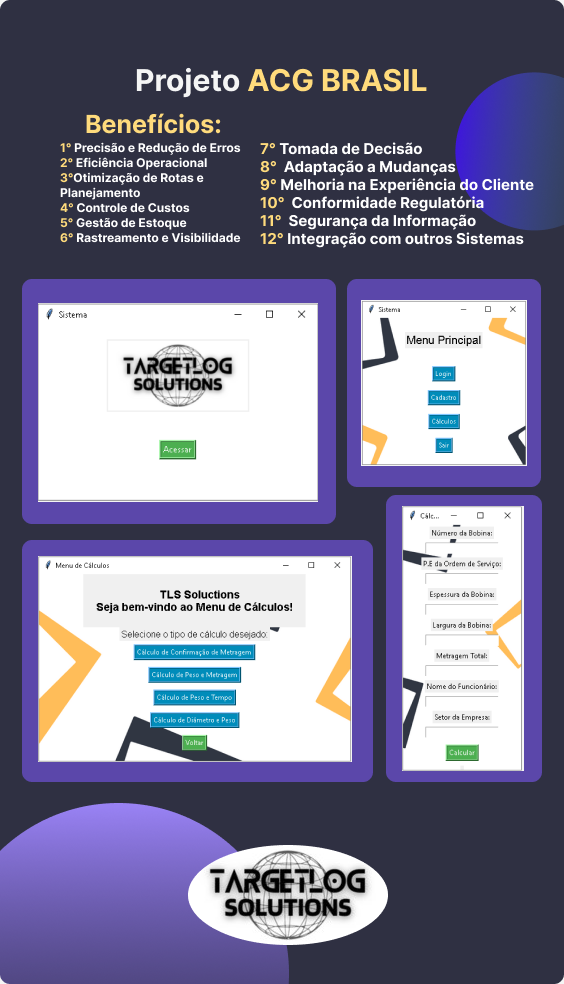 Projeto ACG BRASIL
Benefícios:
1° Precisão e Redução de Erros
2° Eficiência Operacional
3°Otimização de Rotas e
Planejamento
4° Controle de Custos
5° Gestão de Estoque
6° Rastreamento e Visibilidade
7° Tomada de Decisão
8° Adaptação a Mudanças
9° Melhoria na Experiência do Cliente
10° Conformidade Regulatória
11° Segurança da Informação
12° Integração com outros Sistemas
Sistema
TARGETLOG
SOLUTIONS
Acessar
Sistema
Menu Principal
Login
Cadastro
Cálculos
Sair
Menu de Cálculos
TLS Soluctions
Seja bem-vindo ao Menu de Cálculos!
Selecione o tipo de cálculo desejado:
Cálculo de Confirmação de Metragem
Cálculo de Peso e Metragem
Cálculo de Peso e Tempo
Cálculo de Diâmetro e Peso
Voltar
Cálc...
Número da Bobina:
P.E da Ordem de Serviço:
Espessura da Bobina:
Largura da Bobina:
Metragem Total:
Nome do Funcionário:
Setor da Empresa:
Calcular
TARGETLOG
SOLUTIONS